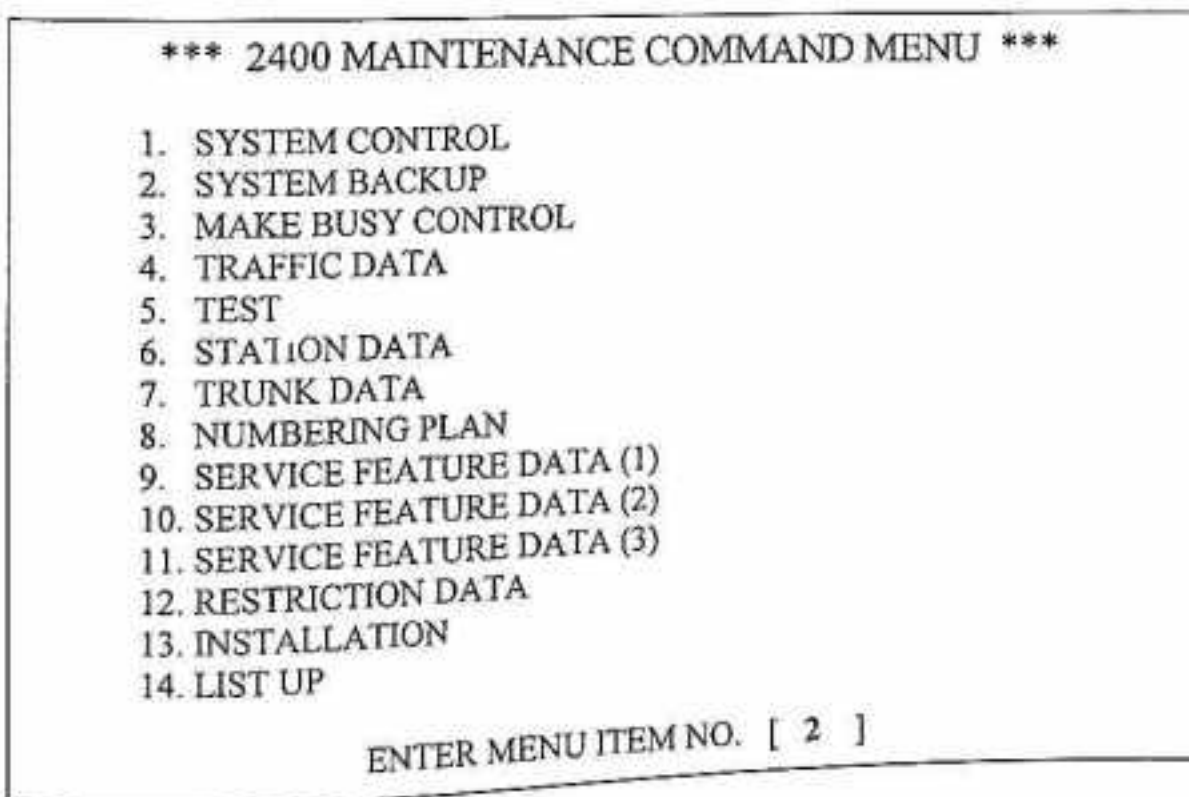 *** 2400 MAINTENANCE COMMAND MENU ***
1. SYSTEM CONTROL
2. SYSTEM BACKUP
3. MAKE BUSY CONTROL
4. TRAFFIC DATA
5. TEST
6. STATION DATA
7. TRUNK DATA
8. NUMBERING PLAN
9. SERVICE FEATURE DATA (1)
10. SERVICE FEATURE DATA (2)
11. SERVICE FEATURE DATA (3)
12. RESTRICTION DATA
13. INSTALLATION
14. LIST UP
ENTER MENU ITEM NO. [ 2 ]